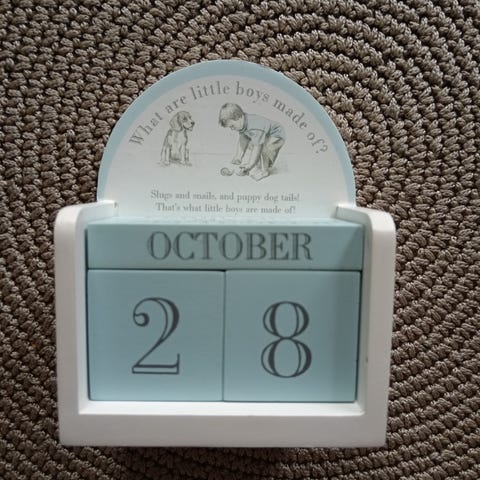 What are little boys made of?
Slugs and snails, and puppy dog tails!
That's what little boys are made of!
OCTOBER
2 8